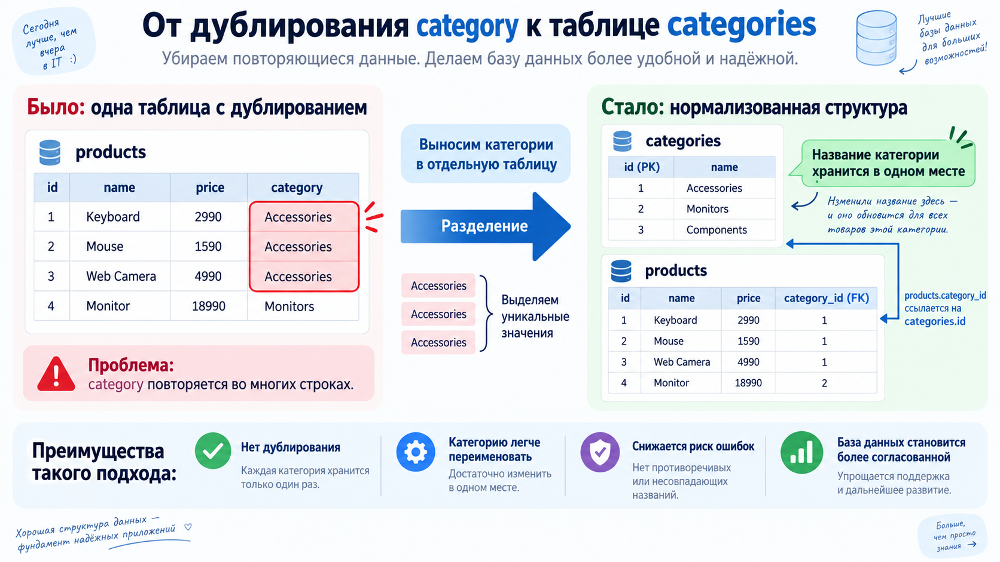 Сегодня
лучше, чем
вчера
в IT :)
От дублирования category к таблице categories
Убираем повторяющиеся данные. Делаем базу данных более удобной и надёжной.
Лучшие
базы данных
для больших
возможностей!
Было: одна таблица с дублированием
products
id name price category
1 Keyboard 2990 Accessories
2 Mouse 1590 Accessories
3 Web Camera 4990 Accessories
4 Monitor 18990 Monitors
Проблема:
category повторяется во многих строках.
Выносим категории
в отдельную таблицу
Разделение
Accessories
Accessories
Accessories
Выделяем
уникальные
значения
Стало: нормализованная структура
categories
id (PK) name
1 Accessories
2 Monitors
3 Components
Название категории
хранится в одном месте
Изменили название здесь —
и оно обновится для всех
товаров этой категории.
products
id name price category_id (FK)
1 Keyboard 2990 1
2 Mouse 1590 1
3 Web Camera 4990 1
4 Monitor 18990 2
products.category_id
ссылается на
categories.id
Преимущества
такого подхода:
Нет дублирования
Каждая категория хранится
только один раз.
Категорию легче
переименовать
Достаточно изменить
в одном месте.
Снижается риск ошибок
Нет противоречивых
или несовпадающих
названий.
База данных становится
более согласованной
Упрощается поддержка
и дальнейшее развитие.
Хорошая структура данных —
фундамент надёжных приложений ♡
Больше,
чем просто
знания →